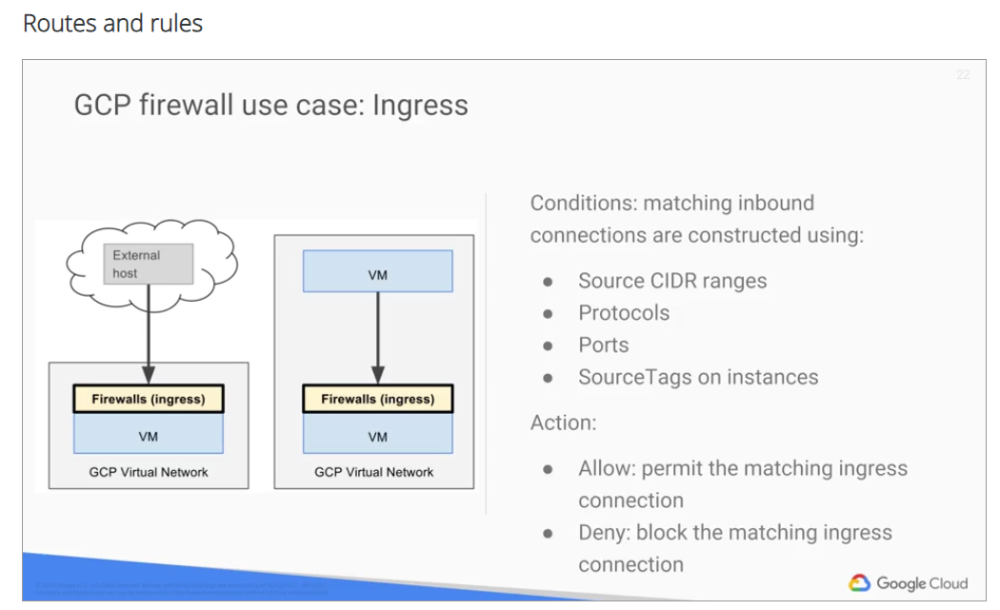 Routes and rules
22
GCP firewall use case: Ingress
External
host
Firewalls (ingress)
VM
GCP Virtual Network
VM
Firewalls (ingress)
VM
GCP Virtual Network
Conditions: matching inbound
connections are constructed using:
● Source CIDR ranges
● Protocols
● Ports
● SourceTags on instances
Action:
● Allow: permit the matching ingress
connection
● Deny: block the matching ingress
connection
Google Cloud